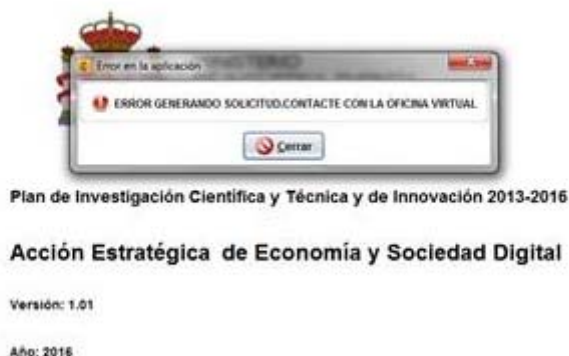 Error en la aplicación
ERROR GENERANDO SOLICITUD.CONTACTE CON LA OFICINA VIRTUAL
Cerrar
Plan de Investigación Científica y Técnica y de Innovación 2013-2016
Acción Estratégica de Economía y Sociedad Digital
Versión: 1.01
Año: 2016